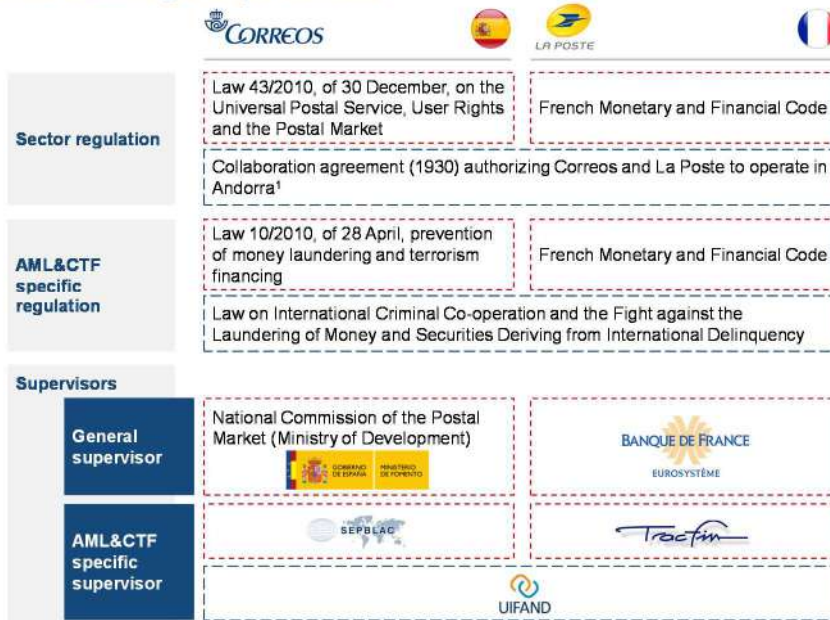 CORREOS
LA POSTE
Sector regulation
Law 43/2010, of 30 December, on the
Universal Postal Service, User Rights
and the Postal Market
French Monetary and Financial Code
Collaboration agreement (1930) authorizing Correos and La Poste to operate in
Andorra¹
AML&CTF
specific
regulation
Law 10/2010, of 28 April, prevention
of money laundering and terrorism
financing
French Monetary and Financial Code
Law on International Criminal Co-operation and the Fight against the
Laundering of Money and Securities Deriving from International Delinquency
Supervisors
General
supervisor
National Commission of the Postal
Market (Ministry of Development)
GOBIERNO
DE ESPAÑA
MINISTERIO
DE FOMENTO
BANQUE DE FRANCE
EUROSYSTÈME
AML&CTF
specific
supervisor
SEPBLAC
Tracfin
UIFAND